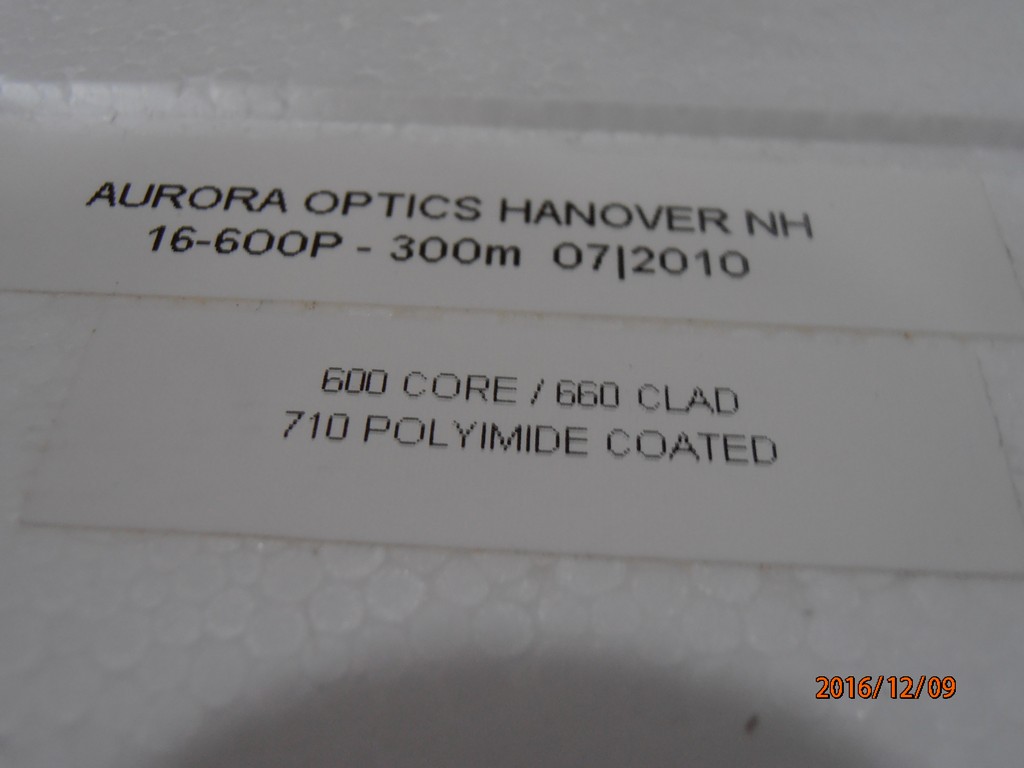 AURORA OPTICS HANOVER NH
16-600P - 300m 07|2010
600 CORE / 660 CLAD
710 POLYIMIDE COATED
2016/12/09